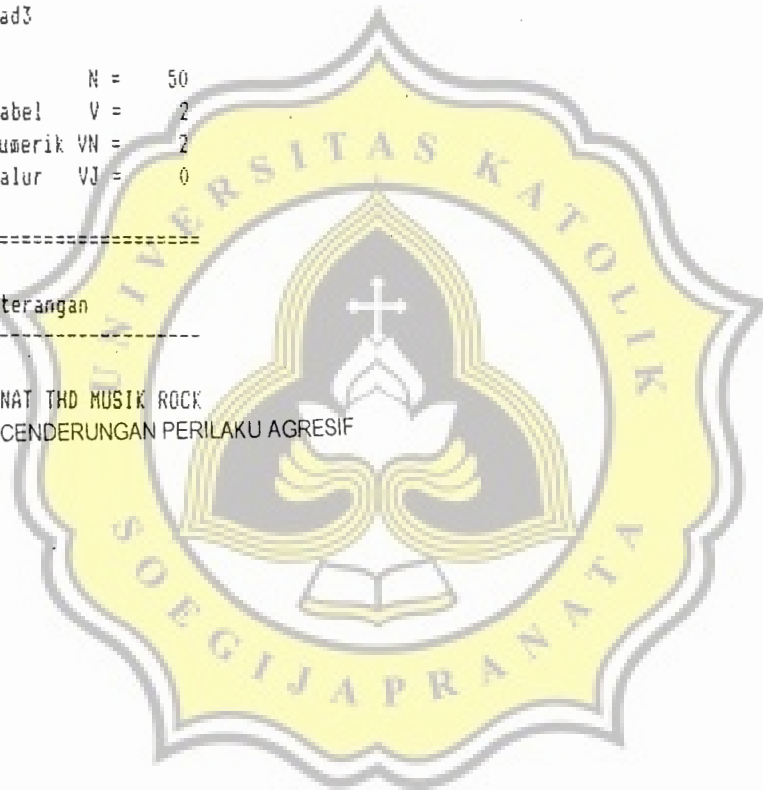 ad3
N = 50
abel V = 2
umerik VN = 2
alur VJ = 0
==================
terangan
------------------
NAT THD MUSIK ROCK
CENDERUNGAN PERILAKU AGRESIF
UNIVERSITAS KATOLIK
SOEGIJAPRANATA